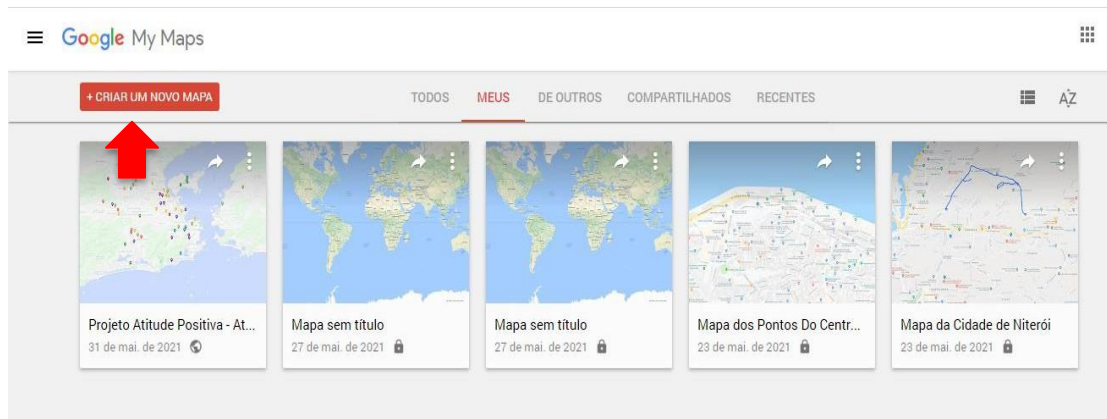 Google My Maps
+ CRIAR UM NOVO MAPA
TODOS MEUS DE OUTROS COMPARTILHADOS RECENTES
AZ
Projeto Atitude Positiva - At...
31 de mai. de 2021
Mapa sem título
27 de mai. de 2021
Mapa sem título
27 de mai. de 2021
Mapa dos Pontos Do Centr...
23 de mai. de 2021
Mapa da Cidade de Niterói
23 de mai. de 2021